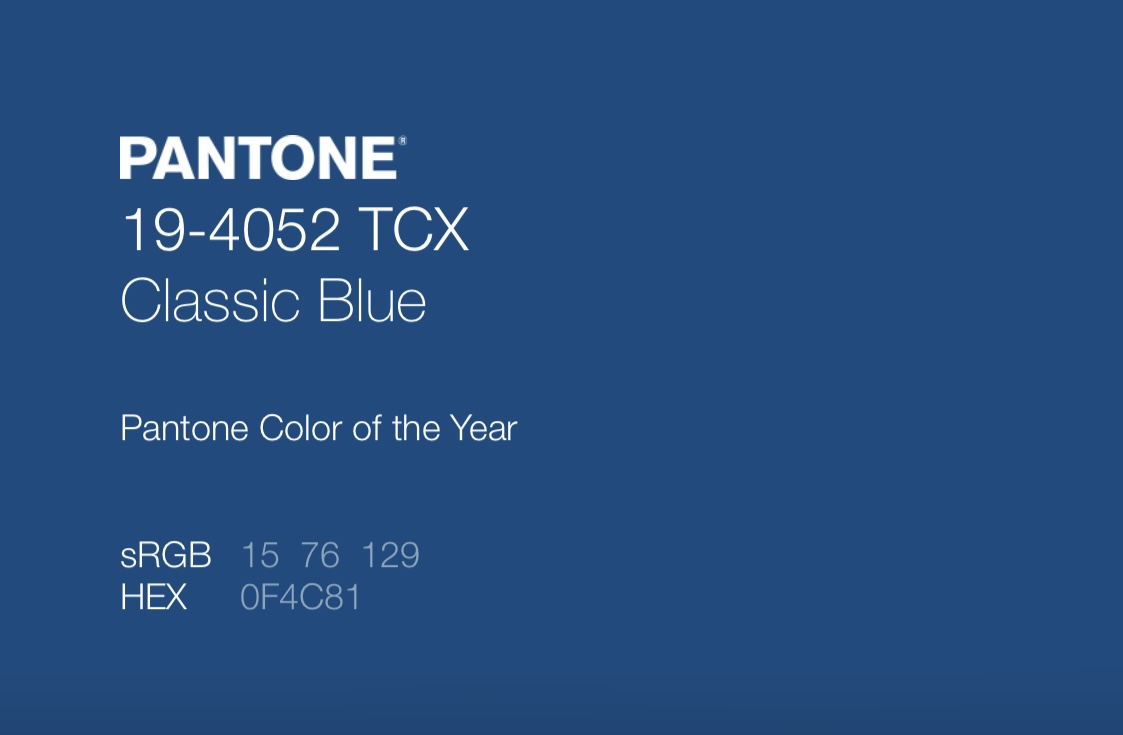 PANTONE®
19-4052 TCX
Classic Blue
Pantone Color of the Year
sRGB 15 76 129
HEX 0F4C81